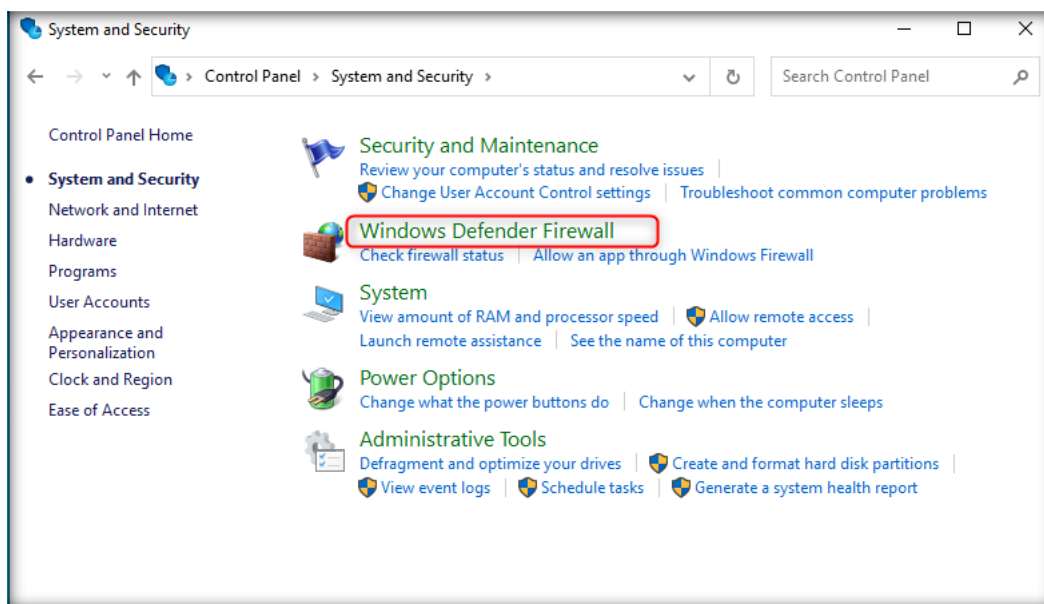 System and Security
Control Panel > System and Security >
Search Control Panel
Control Panel Home
System and Security
Network and Internet
Hardware
Programs
User Accounts
Appearance and
Personalization
Clock and Region
Ease of Access
Security and Maintenance
Review your computer's status and resolve issues
Change User Account Control settings | Troubleshoot common computer problems
Windows Defender Firewall
Check firewall status | Allow an app through Windows Firewall
System
View amount of RAM and processor speed | Allow remote access
Launch remote assistance | See the name of this computer
Power Options
Change what the power buttons do | Change when the computer sleeps
Administrative Tools
Defragment and optimize your drives | Create and format hard disk partitions
View event logs | Schedule tasks | Generate a system health report